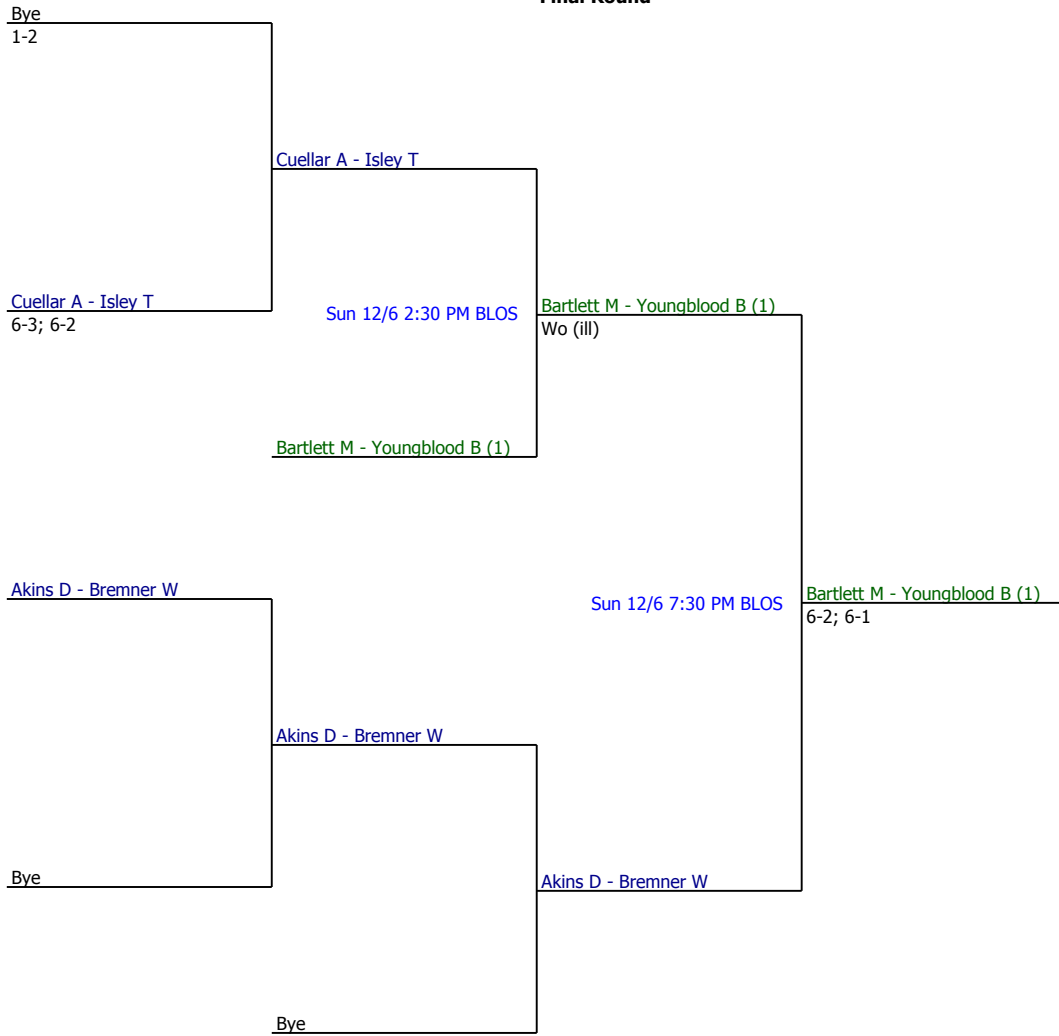 Final Round
Bye
1-2
Cuellar A - Isley T
Cuellar A - Isley T
6-3; 6-2
Sun 12/6 2:30 PM BLOS
Bartlett M - Youngblood B (1)
Wo (ill)
Bartlett M - Youngblood B (1)
Akins D - Bremner W
Sun 12/6 7:30 PM BLOS
Bartlett M - Youngblood B (1)
6-2; 6-1
Akins D - Bremner W
Bye
Akins D - Bremner W
Bye